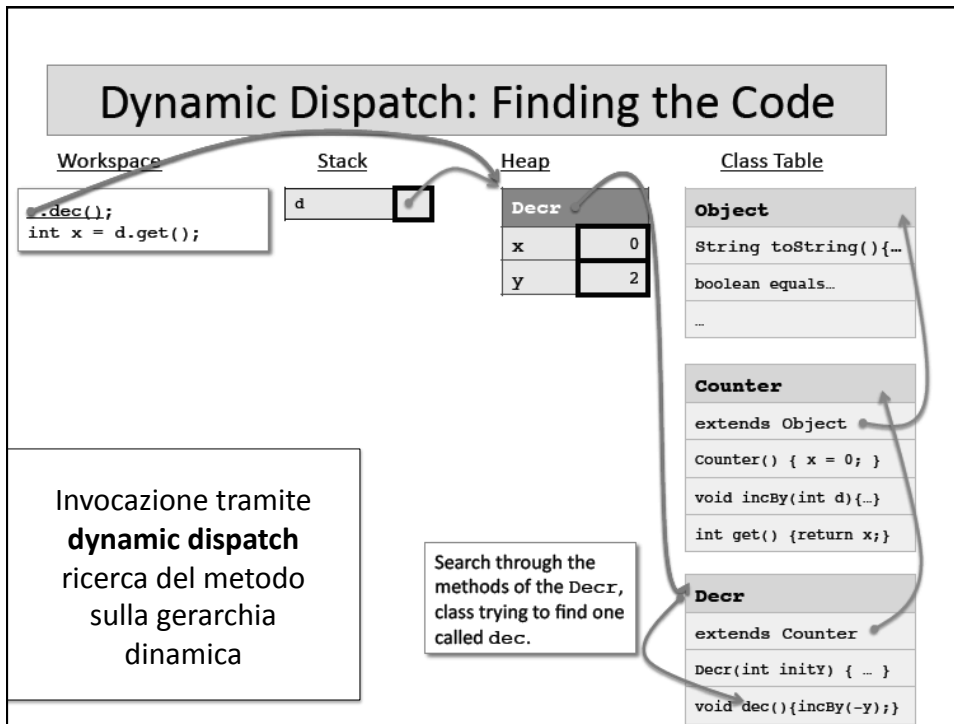 Dynamic Dispatch: Finding the Code
Workspace
Stack
Heap
Class Table
.dec();
int x = d.get();
d
Decr
x 0
y 2
Object
String toString(){…
boolean equals…
…
Counter
extends Object
Counter() { x = 0; }
void incBy(int d){…}
int get() {return x;}
Decr
extends Counter
Decr(int initY) { … }
void dec(){incBy(-y);}
Invocazione tramite
dynamic dispatch
ricerca del metodo
sulla gerarchia
dinamica
Search through the
methods of the Decr,
class trying to find one
called dec.